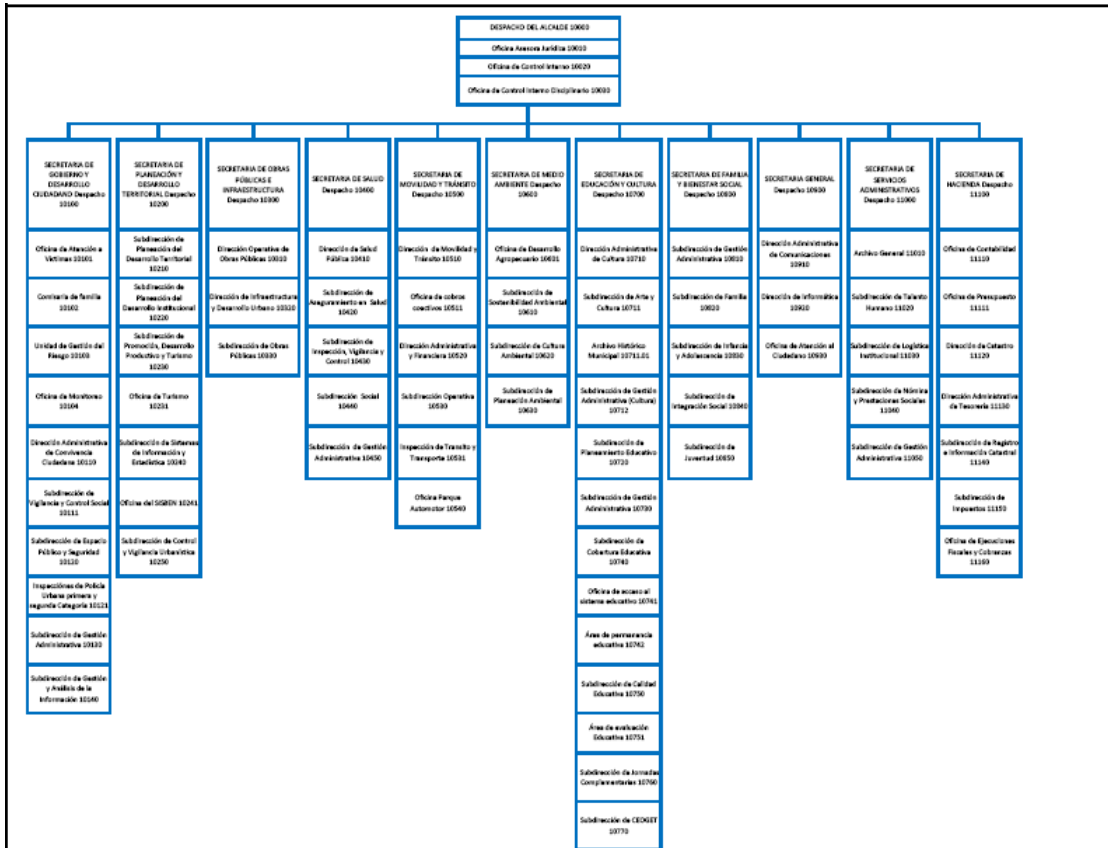 DESPACHO DEL ALCALDE 10000
Oficina Asesora Jurídica 10010
Oficina de Control Interno 10020
Oficina de Control Interno Disciplinario 10030
SECRETARIA DE
GOBIERNO Y
DESARROLLO
CIUDADANO Despacho
10100
Oficina de Atención a
Víctimas 10101
Comisaría de familia
10102
Unidad de Gestión del
Riesgo 10103
Oficina de Monitoreo
10104
Dirección Administrativa
de Convivencia
Ciudadana 10110
Subdirección de
Vigilancia y Control Social
10111
Subdirección de Espacio
Público y Seguridad
10120
Inspecciónes de Policía
Urbana primera y
segunda Categoría 10121
Subdirección de Gestión
Administrativa 10130
Subdirección de Gestión
y Análisis de la
Información 10140
SECRETARIA DE
PLANEACIÓN Y
DESARROLLO
TERRITORIAL Despacho
10200
Subdirección de
Planeación del
Desarrollo Territorial
10210
Subdirección de
Planeación del
Desarrollo Institucional
10220
Subdirección de
Promoción, Desarrollo
Productivo y Turismo
10230
Oficina de Turismo
10231
Subdirección de Sistemas
de Información y
Estadística 10240
Oficina del SISBEN 10241
Subdirección de Control
y Vigilancia Urbanística
10250
SECRETARIA DE OBRAS
PÚBLICAS E
INFRAESTRUCTURA
Despacho 10300
Dirección Operativa de
Obras Públicas 10310
Dirección de Infraestructura
y Desarrollo Urbano 10320
Subdirección de Obras
Públicas 10330
SECRETARIA DE SALUD
Despacho 10400
Dirección de Salud
Pública 10410
Subdirección de
Aseguramiento en Salud
10420
Subdirección de
Inspección, Vigilancia y
Control 10430
Subdirección Social
10440
Subdirección de Gestión
Administrativa 10450
SECRETARIA DE
MOVILIDAD Y TRÁNSITO
Despacho 10500
Dirección de Movilidad y
Tránsito 10510
Oficina de cobros
coactivos 10511
Dirección Administrativa
y Financiera 10520
Subdirección Operativa
10530
Inspección de Transito y
Transporte 10531
Oficina Parque
Automotor 10540
SECRETARIA DE MEDIO
AMBIENTE Despacho
10600
Oficina de Desarrollo
Agropecuario 10601
Subdirección de
Sostenibilidad Ambiental
10610
Subdirección de Cultura
Ambiental 10620
Subdirección de
Planeación Ambiental
10630
SECRETARIA DE
EDUCACIÓN Y CULTURA
Despacho 10700
Dirección Administrativa
de Cultura 10710
Subdirección de Arte y
Cultura 10711
Archivo Histórico
Municipal 10711.01
Subdirección de Gestión
Administrativa (Cultura)
10712
Subdirección de
Planeamiento Educativo
10720
Subdirección de Gestión
Administrativa 10730
Subdirección de
Cobertura Educativa
10740
Oficina de acceso al
sistema educativo 10741
Área de permanencia
educativa 10742
Subdirección de Calidad
Educativa 10750
Área de evaluación
Educativa 10751
Subdirección de Jornadas
Complementarias 10760
Subdirección de CEOGET
10770
SECRETARIA DE FAMILIA
Y BIENESTAR SOCIAL
Despacho 10800
Subdirección de Gestión
Administrativa 10810
Subdirección de Familia
10820
Subdirección de Infancia
y Adolescencia 10830
Subdirección de
Integración Social 10840
Subdirección de
Juventud 10850
SECRETARIA GENERAL
Despacho 10900
Dirección Administrativa
de Comunicaciones
10910
Dirección de Informática
10920
Oficina de Atención al
Ciudadano 10930
SECRETARIA DE
SERVICIOS
ADMINSTRATIVOS
Despacho 11000
Archivo General 11010
Subdirección de Talento
Humano 11020
Subdirección de Logística
Institucional 11030
Subdirección de Nómina
y Prestaciones Sociales
11040
Subdirección de Gestión
Administrativa 11050
SECRETARIA DE
HACIENDA Despacho
11100
Oficina de Contabilidad
11110
Oficina de Presupuesto
11111
Dirección de Catastro
11120
Dirección Administrativa
de Tesorería 11130
Subdirección de Registro
e Información Catastral
11140
Subdirección de
Impuestos 11150
Oficina de Ejecuciones
Fiscales y Cobranzas
11160